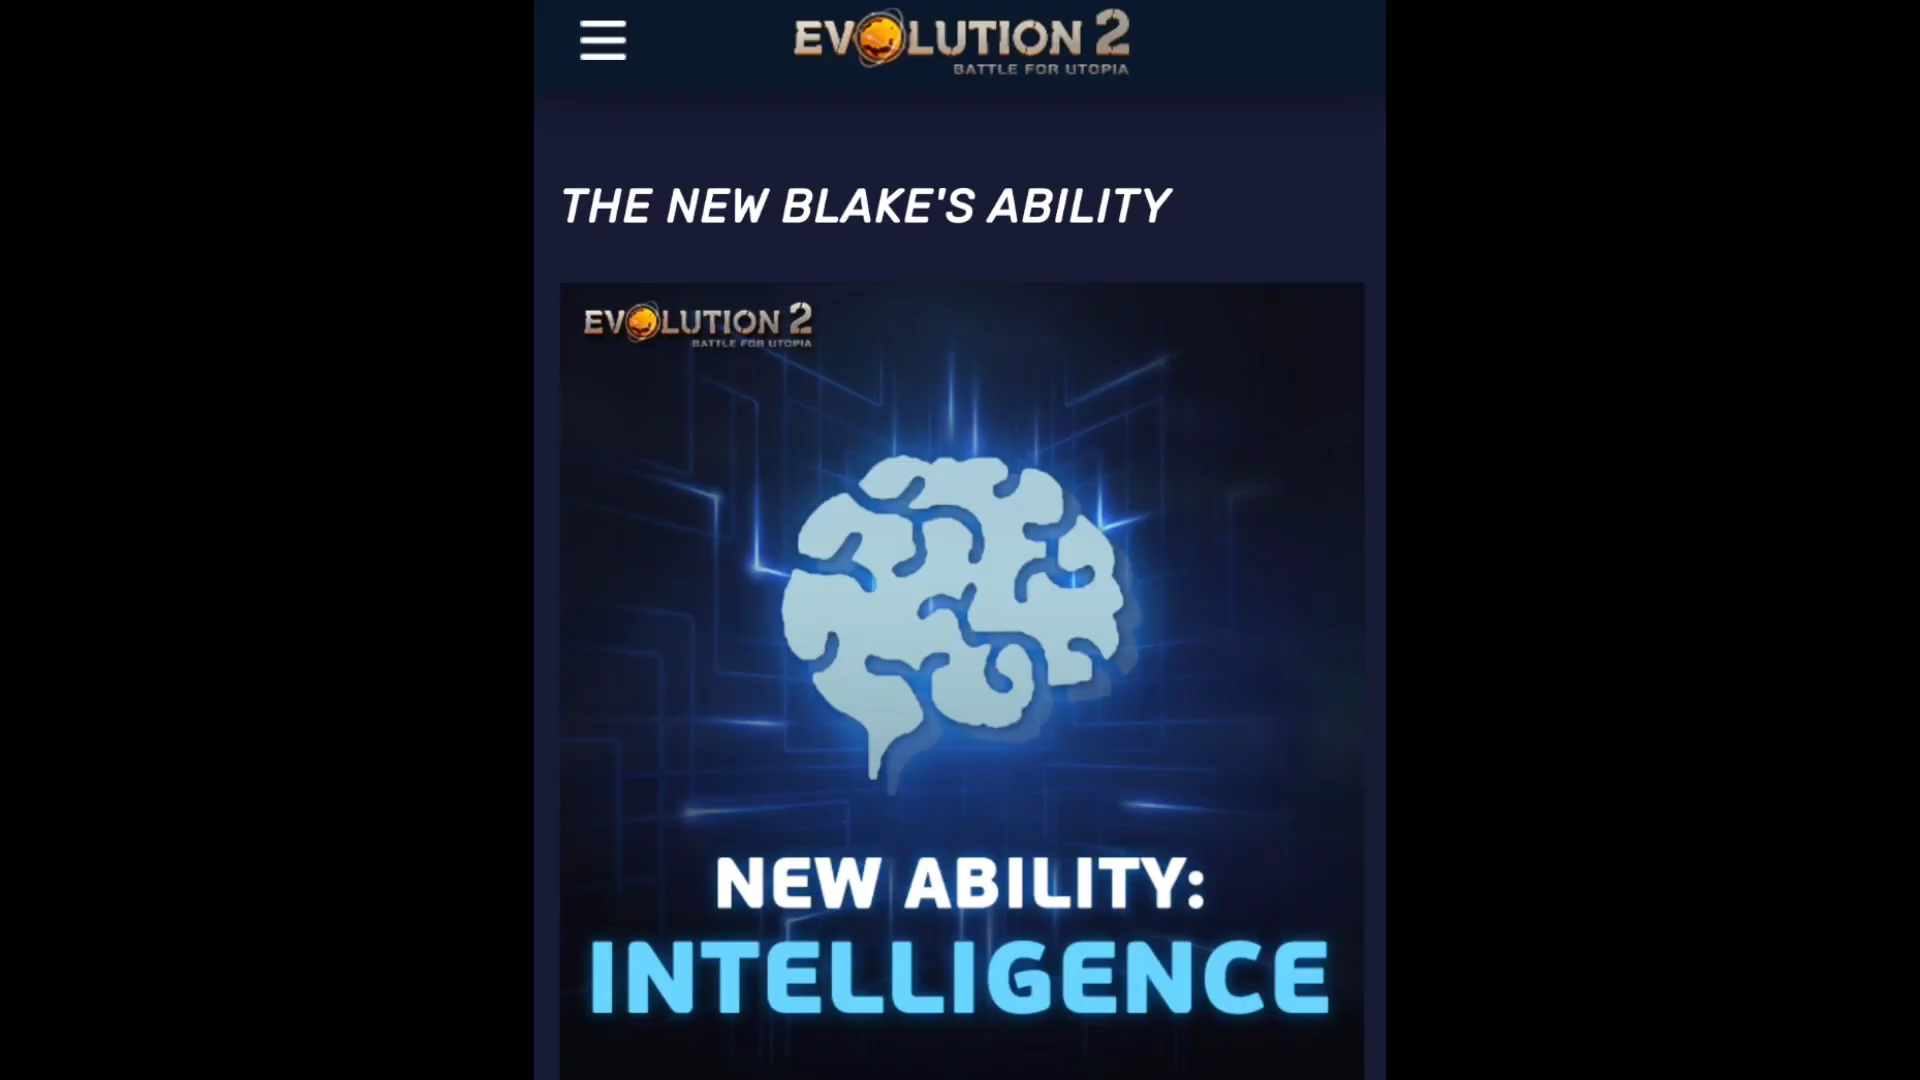 EVOLUTION 2
BATTLE FOR UTOPIA
THE NEW BLAKE'S ABILITY
EVOLUTION 2
BATTLE FOR UTOPIA
NEW ABILITY:
INTELLIGENCE